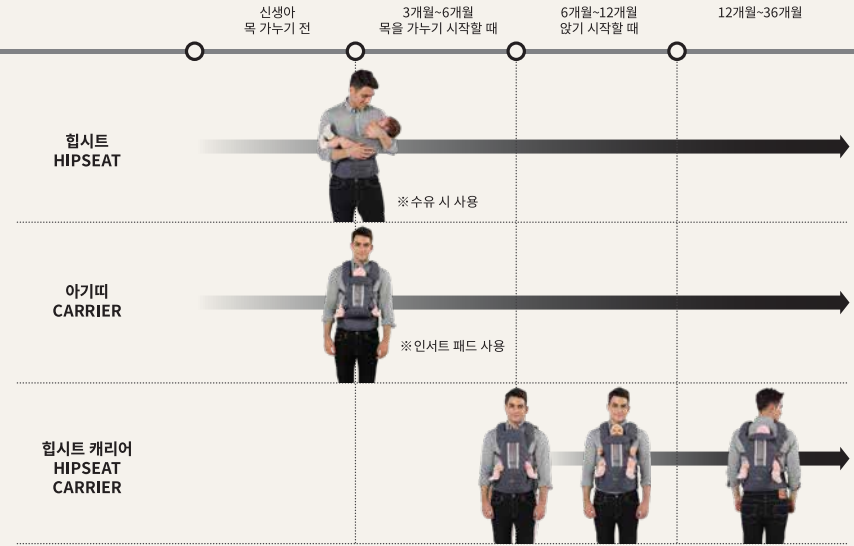 신생아
목 가누기 전
3개월~6개월
목을 가누기 시작할 때
6개월~12개월
앉기 시작할 때
12개월~36개월
힙시트
HIPSEAT
※수유 시 사용
아기띠
CARRIER
※인서트 패드 사용
힙시트 캐리어
HIPSEAT
CARRIER